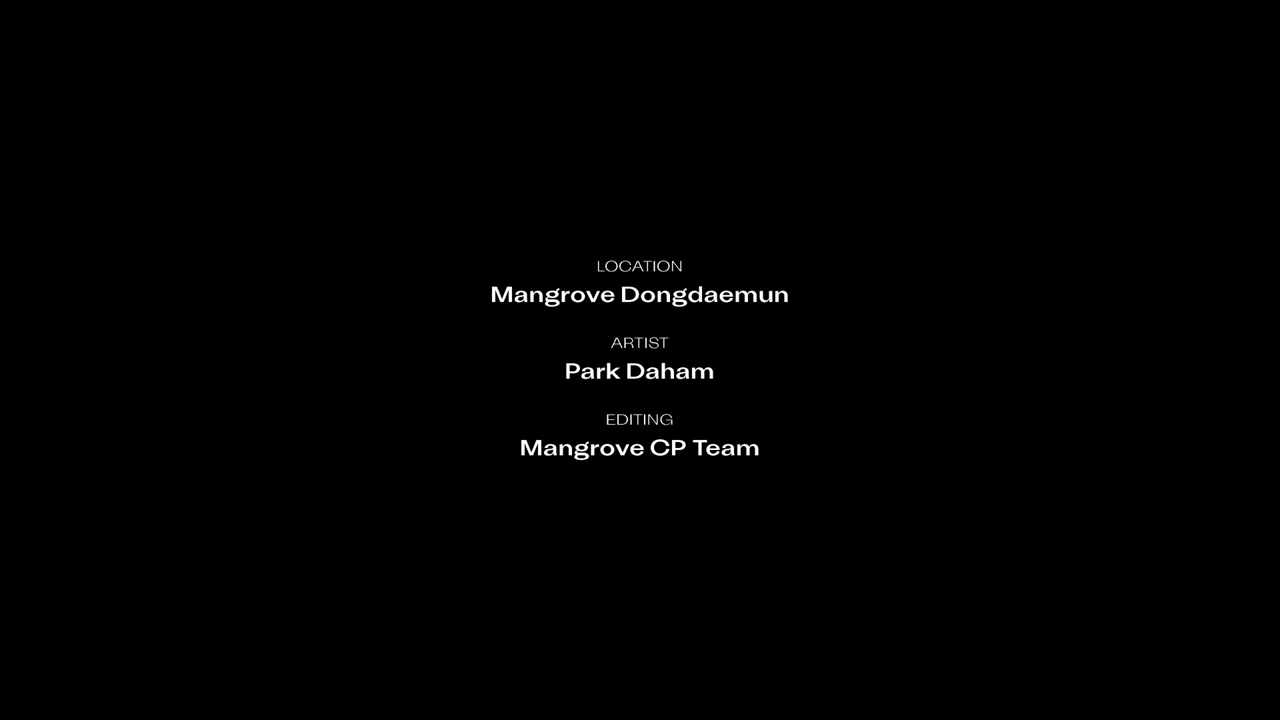 LOCATION
Mangrove Dongdaemun
ARTIST
Park Daham
EDITING
Mangrove CP Team